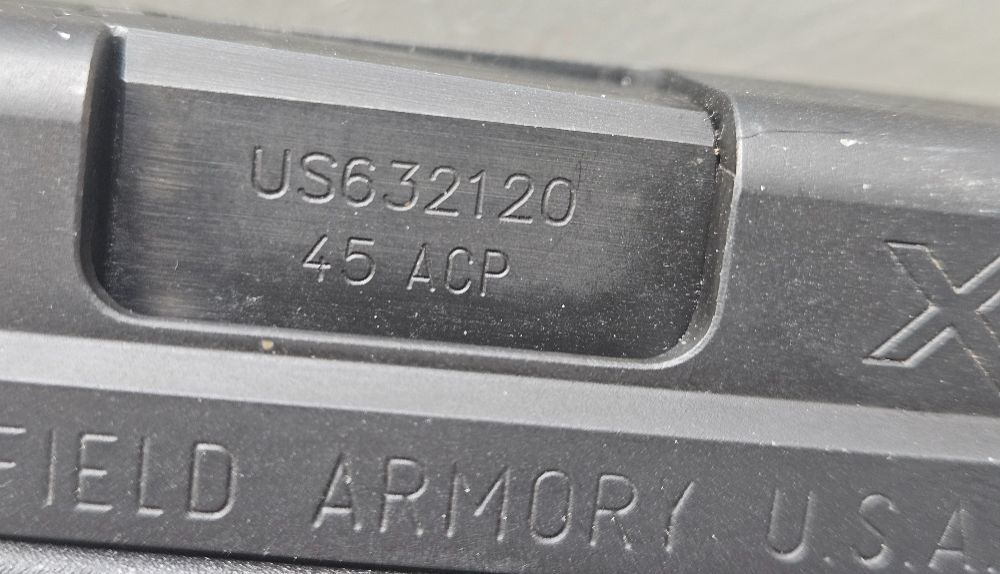 US632120
45 ACP
X
FIELD ARMORY U.S.A.